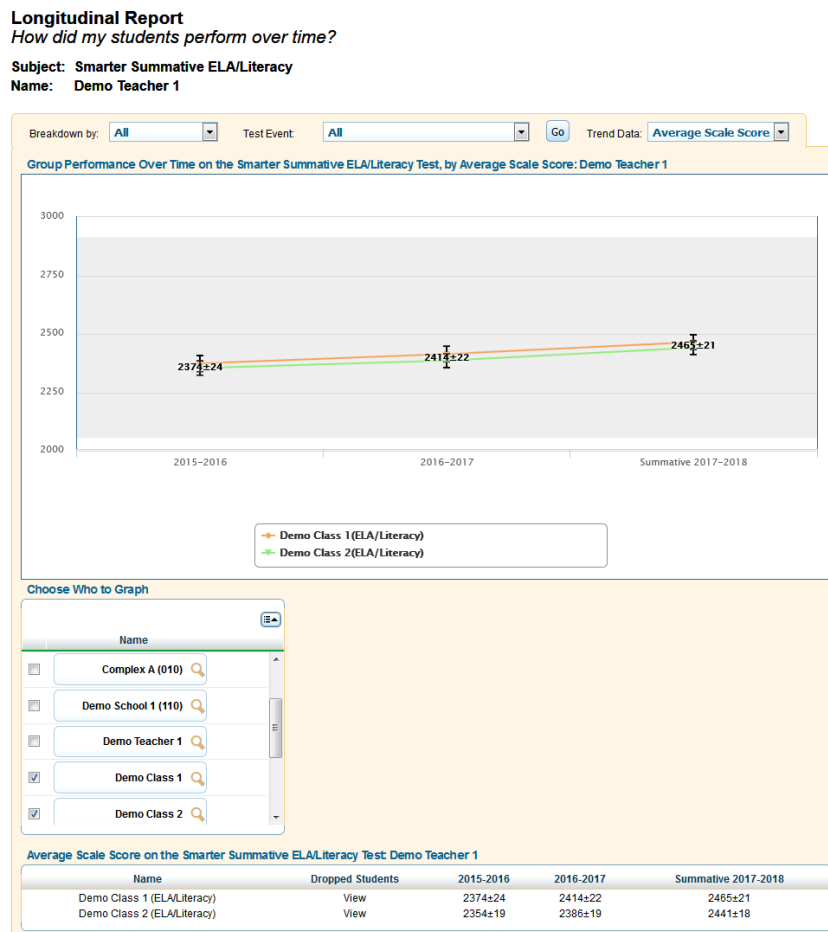 Longitudinal Report
How did my students perform over time?
Subject: Smarter Summative ELA/Literacy
Name: Demo Teacher 1
Breakdown by: All Test Event: All Go Trend Data: Average Scale Score
Group Performance Over Time on the Smarter Summative ELA/Literacy Test, by Average Scale Score: Demo Teacher 1
3000
2750
2500
2250
2000
2374±24
2414±22
2465±21
2015-2016 2016-2017 Summative 2017-2018
Demo Class 1(ELA/Literacy)
Demo Class 2(ELA/Literacy)
Choose Who to Graph
Name
Complex A (010)
Demo School 1 (110)
Demo Teacher 1
Demo Class 1
Demo Class 2
Average Scale Score on the Smarter Summative ELA/Literacy Test: Demo Teacher 1
Name Dropped Students 2015-2016 2016-2017 Summative 2017-2018
Demo Class 1 (ELA/Literacy) View 2374±24 2414±22 2465±21
Demo Class 2 (ELA/Literacy) View 2354±19 2386±19 2441±18